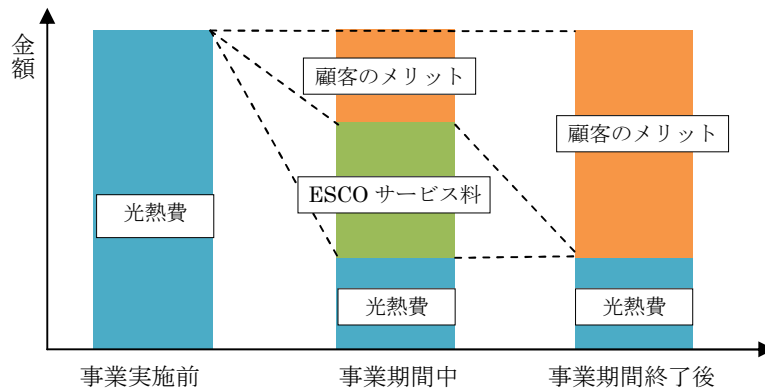 金額
顧客のメリット
顧客のメリット
ESCO サービス料
光熱費
光熱費
光熱費
事業実施前
事業期間中
事業期間終了後